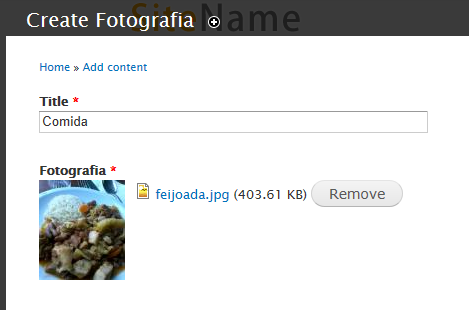 SiteName
Create Fotografia
Home » Add content
Title *
Comida
Fotografia *
feijoada.jpg (403.61 KB) Remove